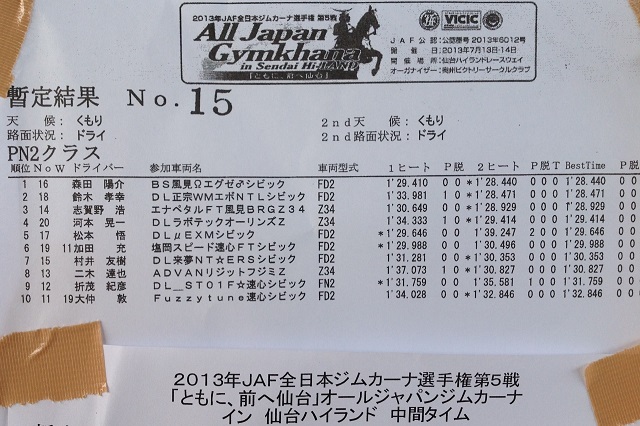 2013年JAF全日本ジムカーナ選手権 第5戦
All Japan
Gymkhana
in Sendai Hi-LAND
「ともに、前へ仙台」
VICIC
JAF公認:公認番号2013年6012号
開催日:2013年7月13日-14日
開催場所:仙台ハイランドレースウェイ
オーガナイザー:奥州ビクトリーサークルクラブ
暫定結果 No.15
天候:くもり 2nd天候:くもり
路面状況:ドライ 2nd路面状況:ドライ
PN2クラス
順位 No W ドライバー 参加車両名 車両型式 1ヒート P 脱 2ヒート P 脱 T BestTime P 脱
1 16 森田 陽介 BS風見Ωエグゼ♂シビック FD2 1'29.410 0 0 *1'28.440 0 0 0 1'28.440 0 0
2 18 鈴木 孝幸 DL正宗WMエボNTLシビック FD2 1'33.981 1 0 *1'28.471 0 0 0 1'28.471 0 0
3 14 志賀野 浩 エナペタルFT風見BRGZ34 Z34 1'30.649 0 0 *1'28.929 0 0 0 1'28.929 0 0
4 20 河本 晃一 DLラボテックオーリンズZ Z34 1'34.333 1 0 *1'29.414 0 0 0 1'29.414 0 0
5 17 松本 悟 DLμEXMシビック FD2 *1'29.646 0 0 1'39.247 2 0 0 1'29.646 0 0
6 19 11 加田 充 塩岡スピード速心FTシビック FD2 *1'29.988 0 0 1'30.496 0 0 0 1'29.988 0 0
7 15 村井 友樹 DL来夢NT☆ERSシビック FD2 1'31.281 0 0 *1'30.353 0 0 0 1'30.353 0 0
8 13 二木 達也 ADVANリジットフジミZ Z34 1'37.073 1 0 *1'30.827 0 0 0 1'30.827 0 0
9 12 折茂 紀彦 DL_ST01F☆速心シビック FN2 *1'31.759 0 0 1'35.581 1 0 0 1'31.759 0 0
10 11 19 大仲 敦 Fuzzytune速心シビック FD2 1'34.028 0 0 *1'32.846 0 0 0 1'32.846 0 0
2013年JAF全日本ジムカーナ選手権第5戦
「ともに、前へ仙台」オールジャパンジムカーナ
イン 仙台ハイランド 中間タイム